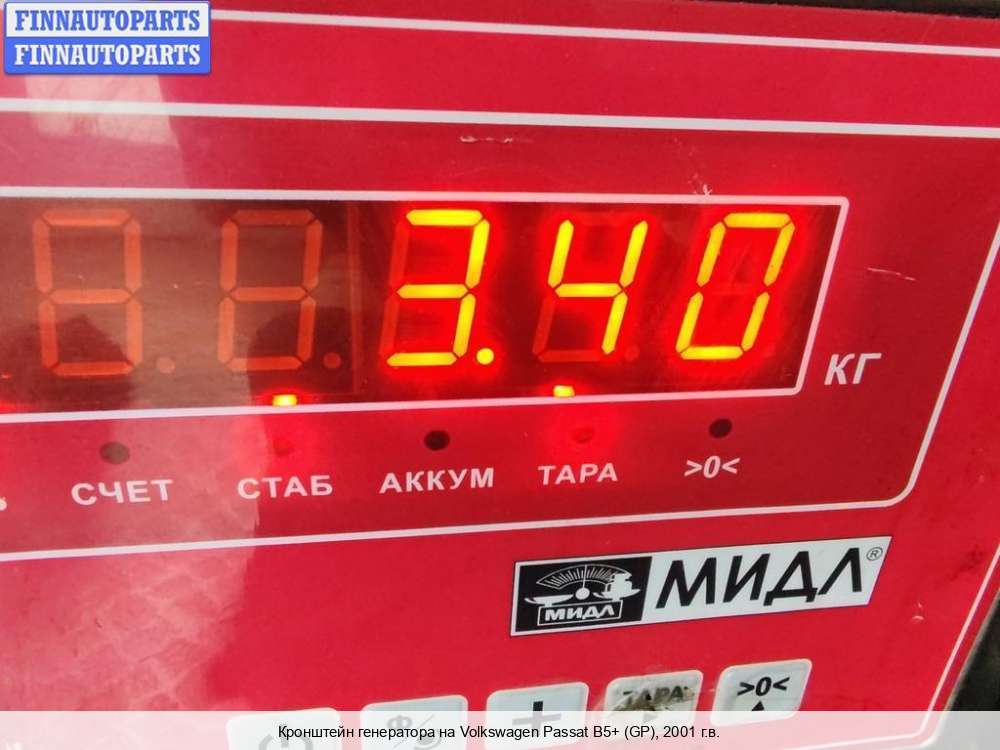 FINNAUTOPARTS
FINNAUTOPARTS
3.40
КГ
СЧЕТ СТАБ АККУМ ТАРА >0<
МИДЛ МИДЛ®
ТАРА >0<
Кронштейн генератора на Volkswagen Passat B5+ (GP), 2001 г.в.